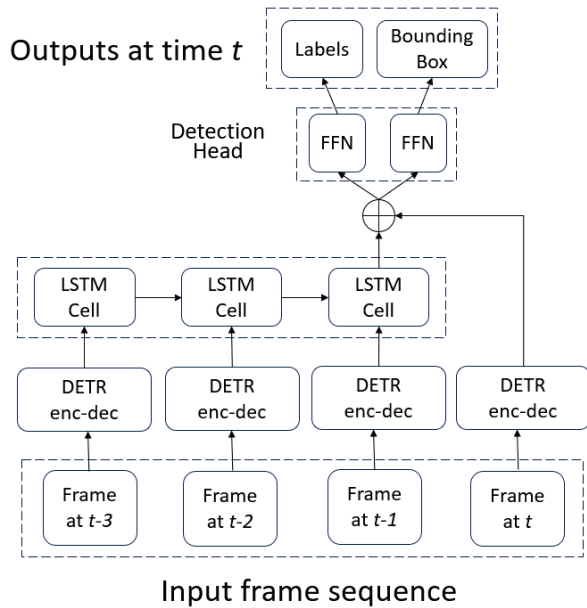 Outputs at time t
Labels
Bounding
Box
Detection
Head
FFN
FFN
LSTM
Cell
LSTM
Cell
LSTM
Cell
DETR
enc-dec
DETR
enc-dec
DETR
enc-dec
DETR
enc-dec
Frame
at t-3
Frame
at t-2
Frame
at t-1
Frame
at t
Input frame sequence